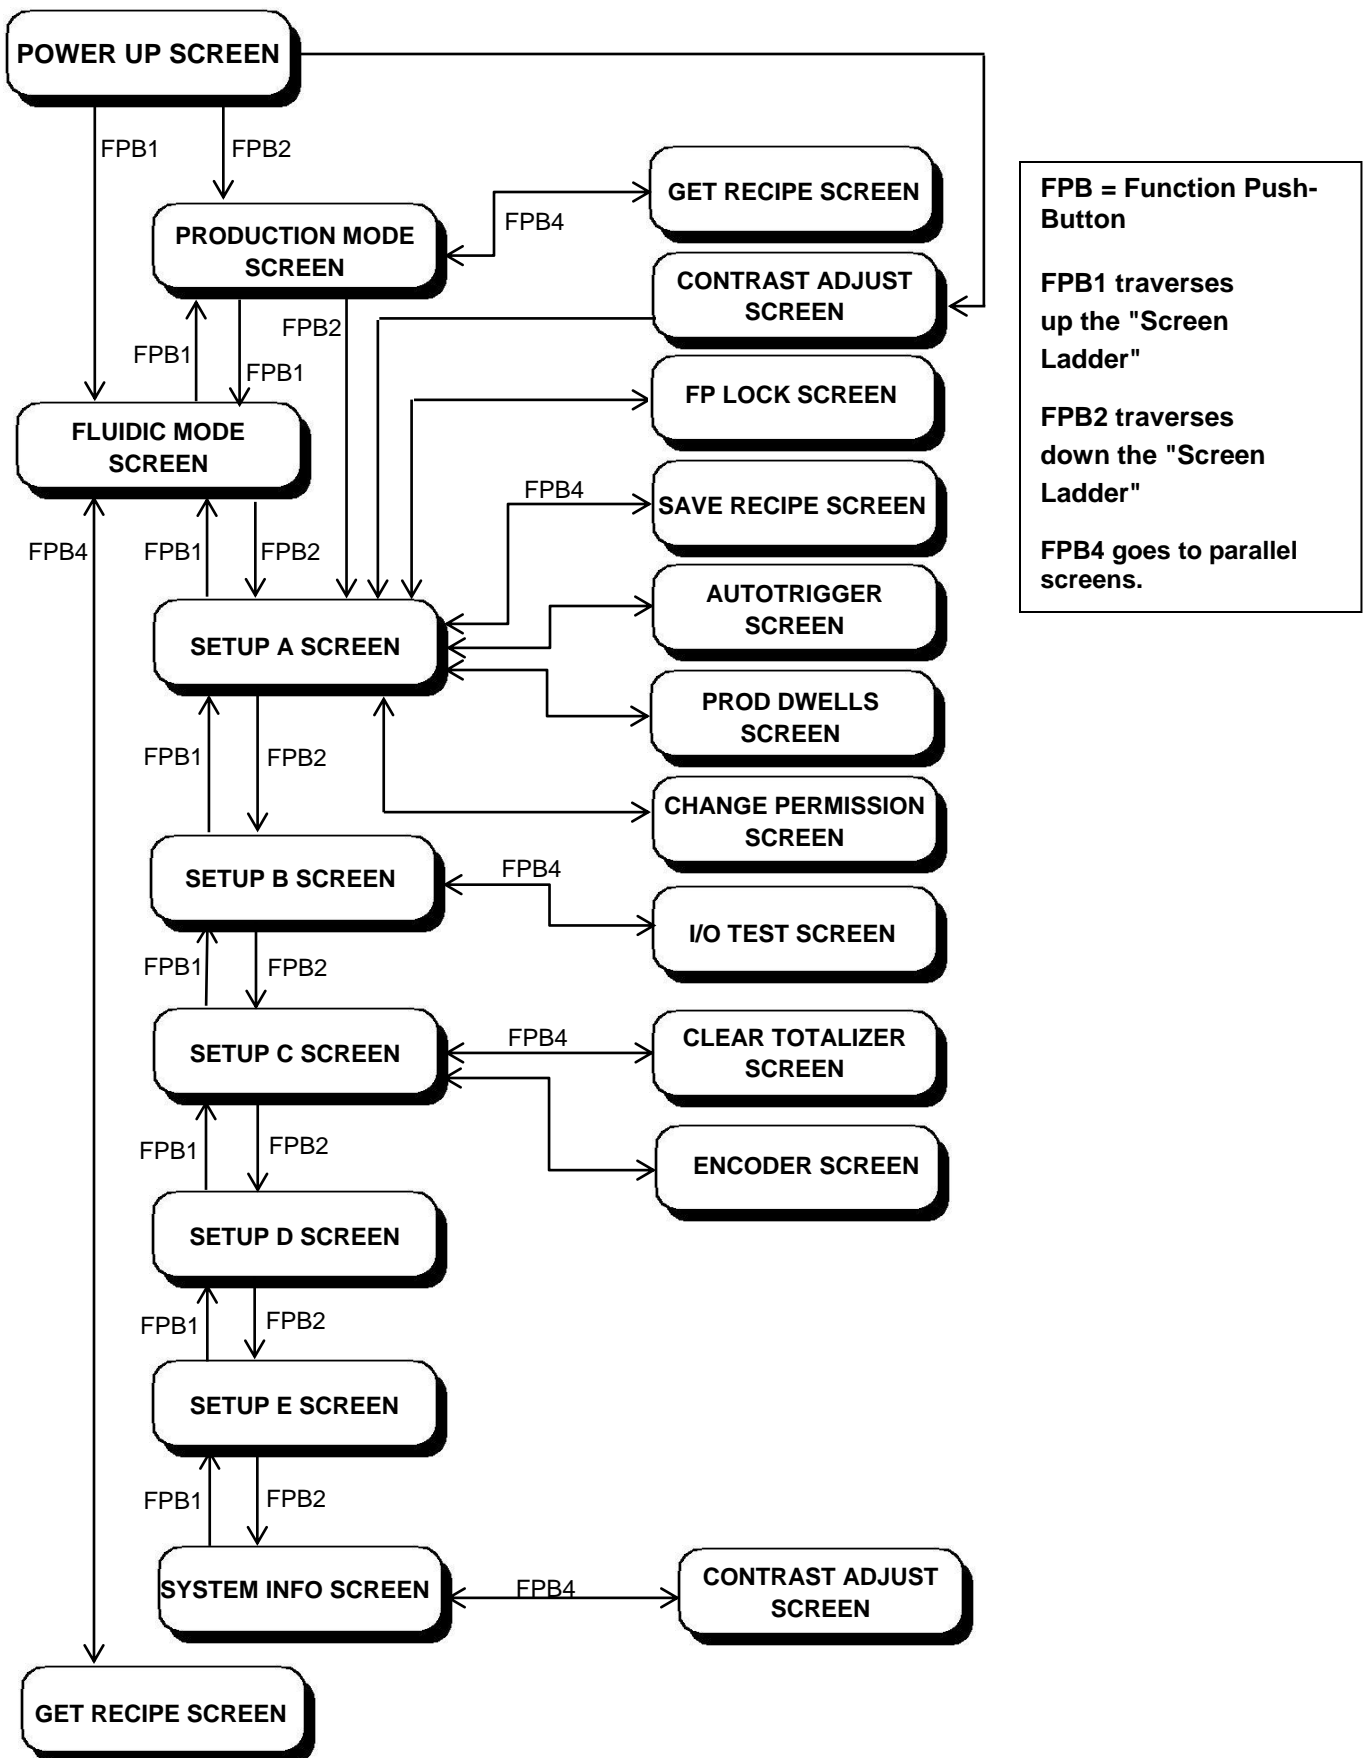 POWER UP SCREEN
FPB1
FPB2
GET RECIPE SCREEN
FPB = Function Push-
Button
FPB1 traverses
up the "Screen
Ladder"
FPB2 traverses
down the "Screen
Ladder"
FPB4 goes to parallel
screens.
PRODUCTION MODE
SCREEN
FPB4
CONTRAST ADJUST
SCREEN
FPB2
FPB1
FPB1
FP LOCK SCREEN
FLUIDIC MODE
SCREEN
FPB4
SAVE RECIPE SCREEN
FPB4
FPB1
FPB2
AUTOTRIGGER
SCREEN
SETUP A SCREEN
PROD DWELLS
SCREEN
FPB1
FPB2
CHANGE PERMISSION
SCREEN
SETUP B SCREEN
FPB4
I/O TEST SCREEN
FPB1
FPB2
SETUP C SCREEN
FPB4
CLEAR TOTALIZER
SCREEN
FPB1
FPB2
ENCODER SCREEN
SETUP D SCREEN
FPB1
FPB2
SETUP E SCREEN
FPB1
FPB2
SYSTEM INFO SCREEN
FPB4
CONTRAST ADJUST
SCREEN
GET RECIPE SCREEN